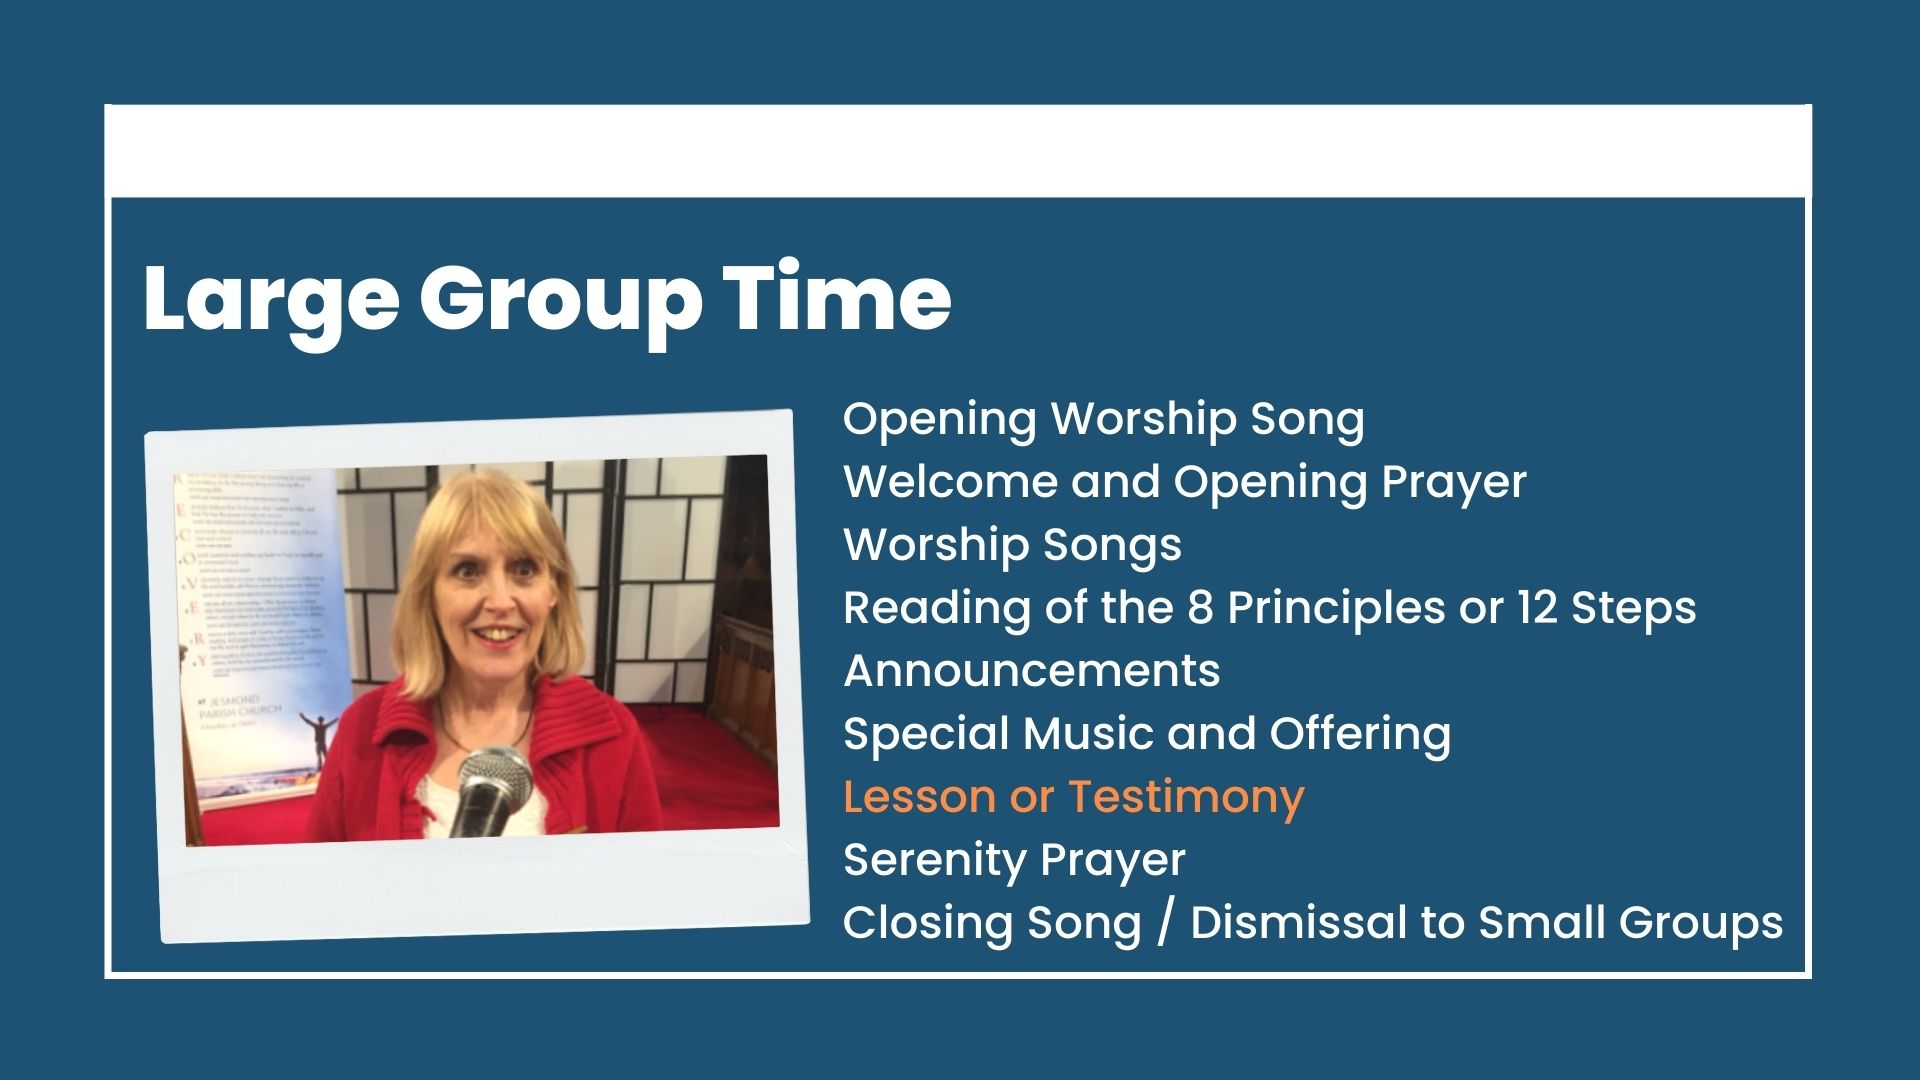 Large Group Time
Opening Worship Song
Welcome and Opening Prayer
Worship Songs
Reading of the 8 Principles or 12 Steps
Announcements
Special Music and Offering
Lesson or Testimony
Serenity Prayer
Closing Song / Dismissal to Small Groups
R
E
C
O
V
E
R
Y
at JESMOND
PARISH CHURCH